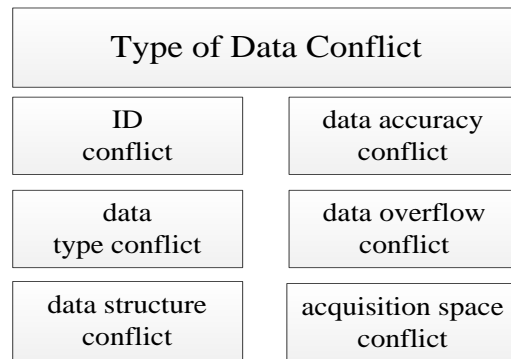 Type of Data Conflict
ID
conflict
data accuracy
conflict
data
type conflict
data overflow
conflict
data structure
conflict
acquisition space
conflict